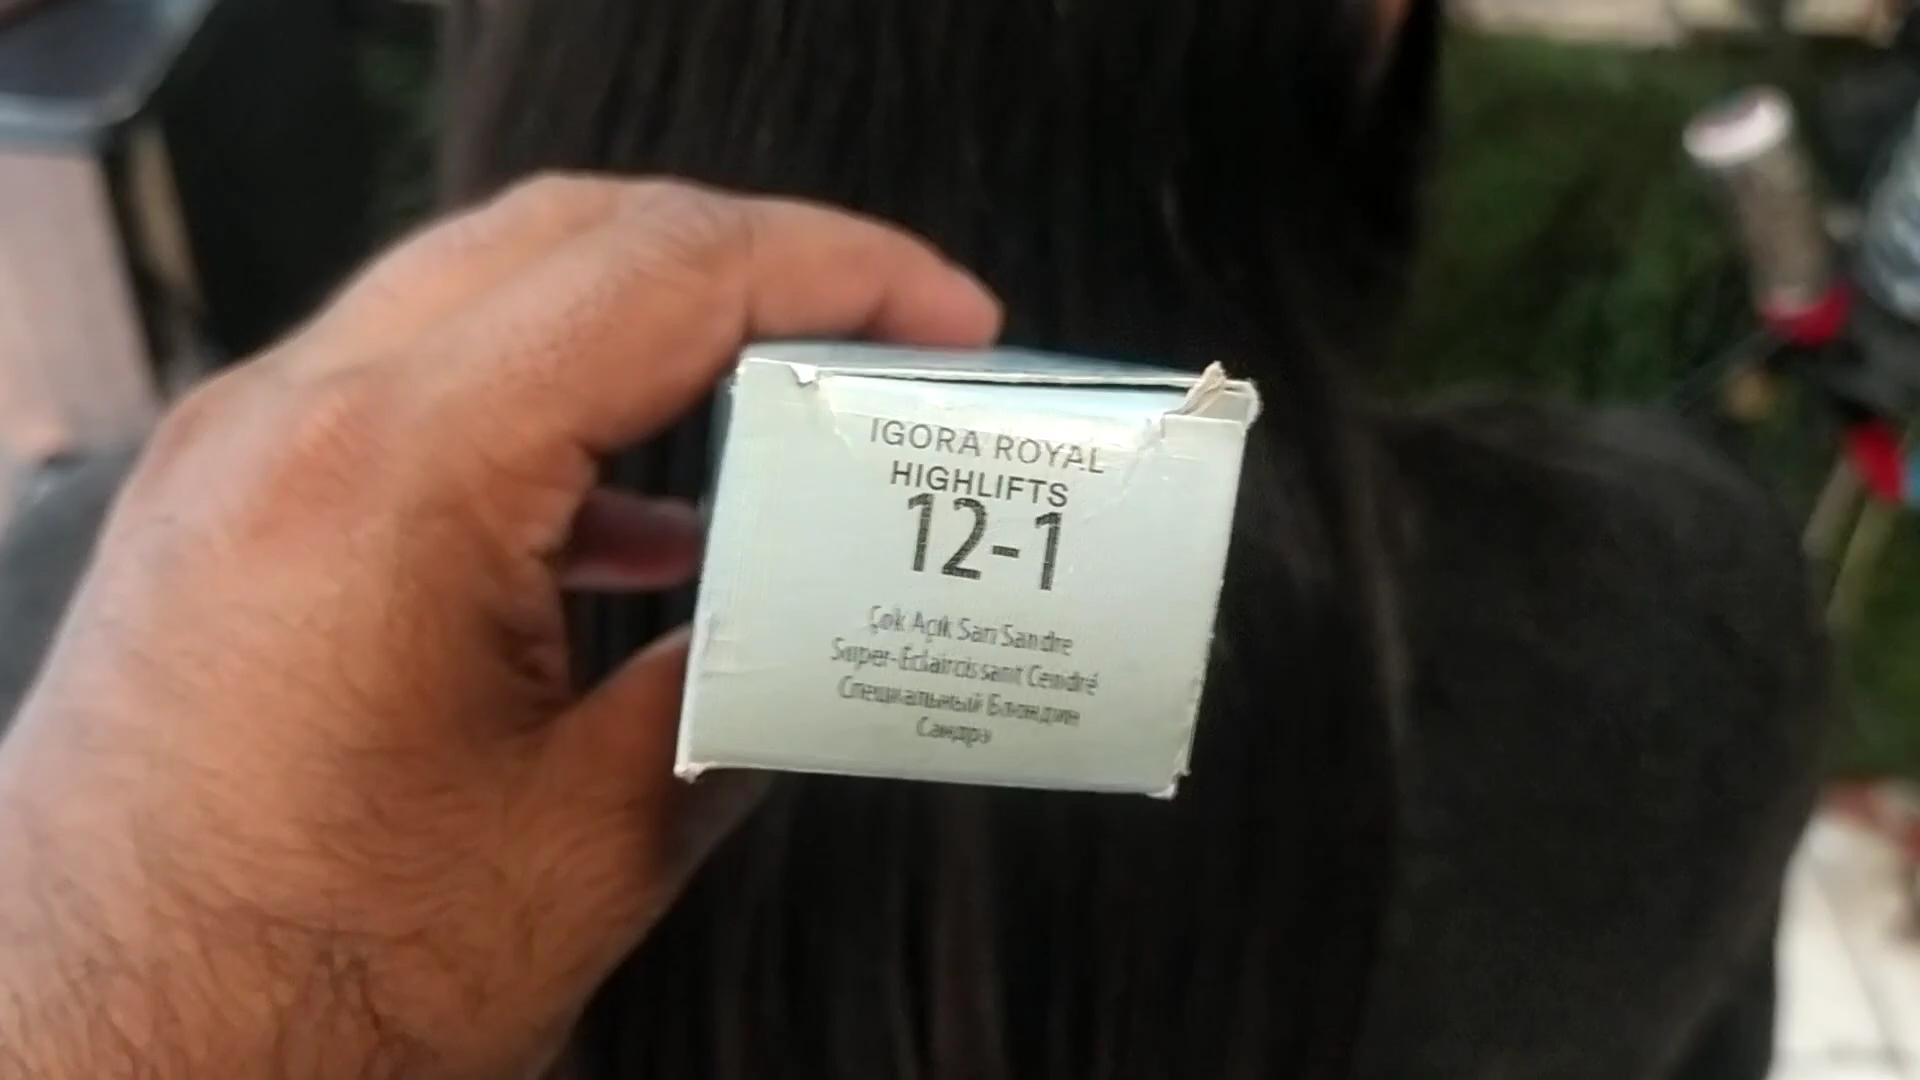 IGORA ROYAL
HIGHLIFTS
12-1
Çok Açık Sarı Sandre
Super-Eclaircissant Cendré
Специальный Блондин
Сандрэ